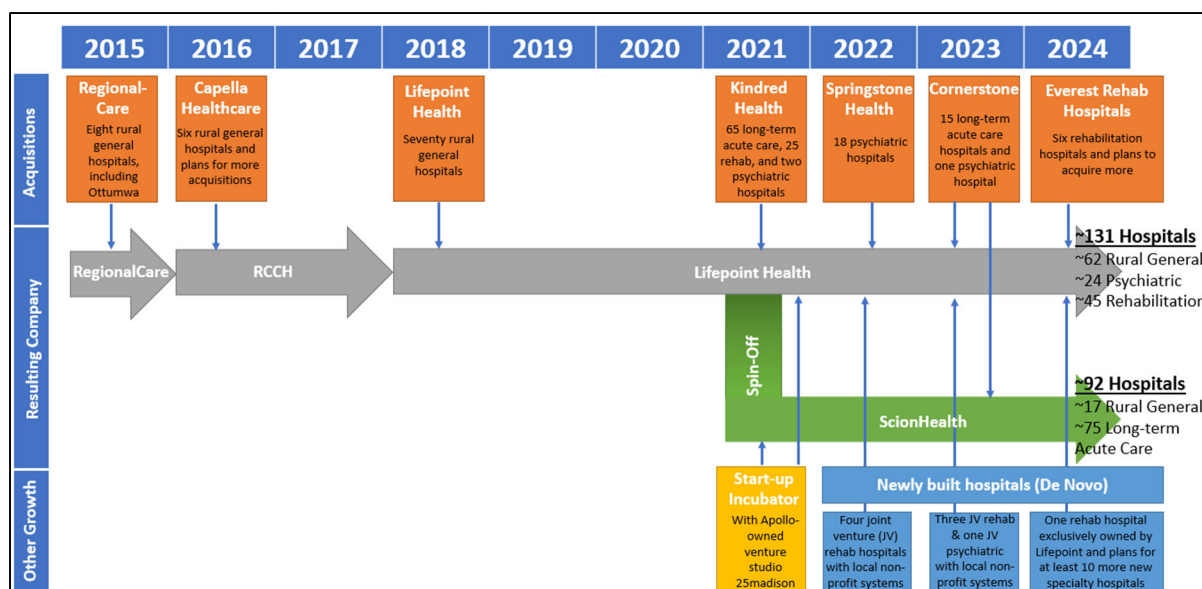 2015 2016 2017 2018 2019 2020 2021 2022 2023 2024
Acquisitions
Regional-
Care
Eight rural
general
hospitals,
including
Ottumwa
Capella
Healthcare
Six rural general
hospitals and
plans for more
acquisitions
Lifepoint
Health
Seventy rural
general
hospitals
Kindred
Health
65 long-term
acute care, 25
rehab, and two
psychiatric
hospitals
Springstone
Health
18 psychiatric
hospitals
Cornerstone
15 long-term
acute care
hospitals and
one psychiatric
hospital
Everest Rehab
Hospitals
Six rehabilitation
hospitals and plans to
acquire more
Resulting Company
RegionalCare
RCCH
Lifepoint Health
~131 Hospitals
~62 Rural General
~24 Psychiatric
~45 Rehabilitation
Spin-Off
ScionHealth
~92 Hospitals
~17 Rural General
~75 Long-term
Acute Care
Other Growth
Start-up
Incubator
With Apollo-
owned
venture
studio
25madison
Newly built hospitals (De Novo)
Four joint
venture (JV)
rehab hospitals
with local non-
profit systems
Three JV rehab
& one JV
psychiatric
with local non-
profit systems
One rehab hospital
exclusively owned by
Lifepoint and plans for
at least 10 more new
specialty hospitals